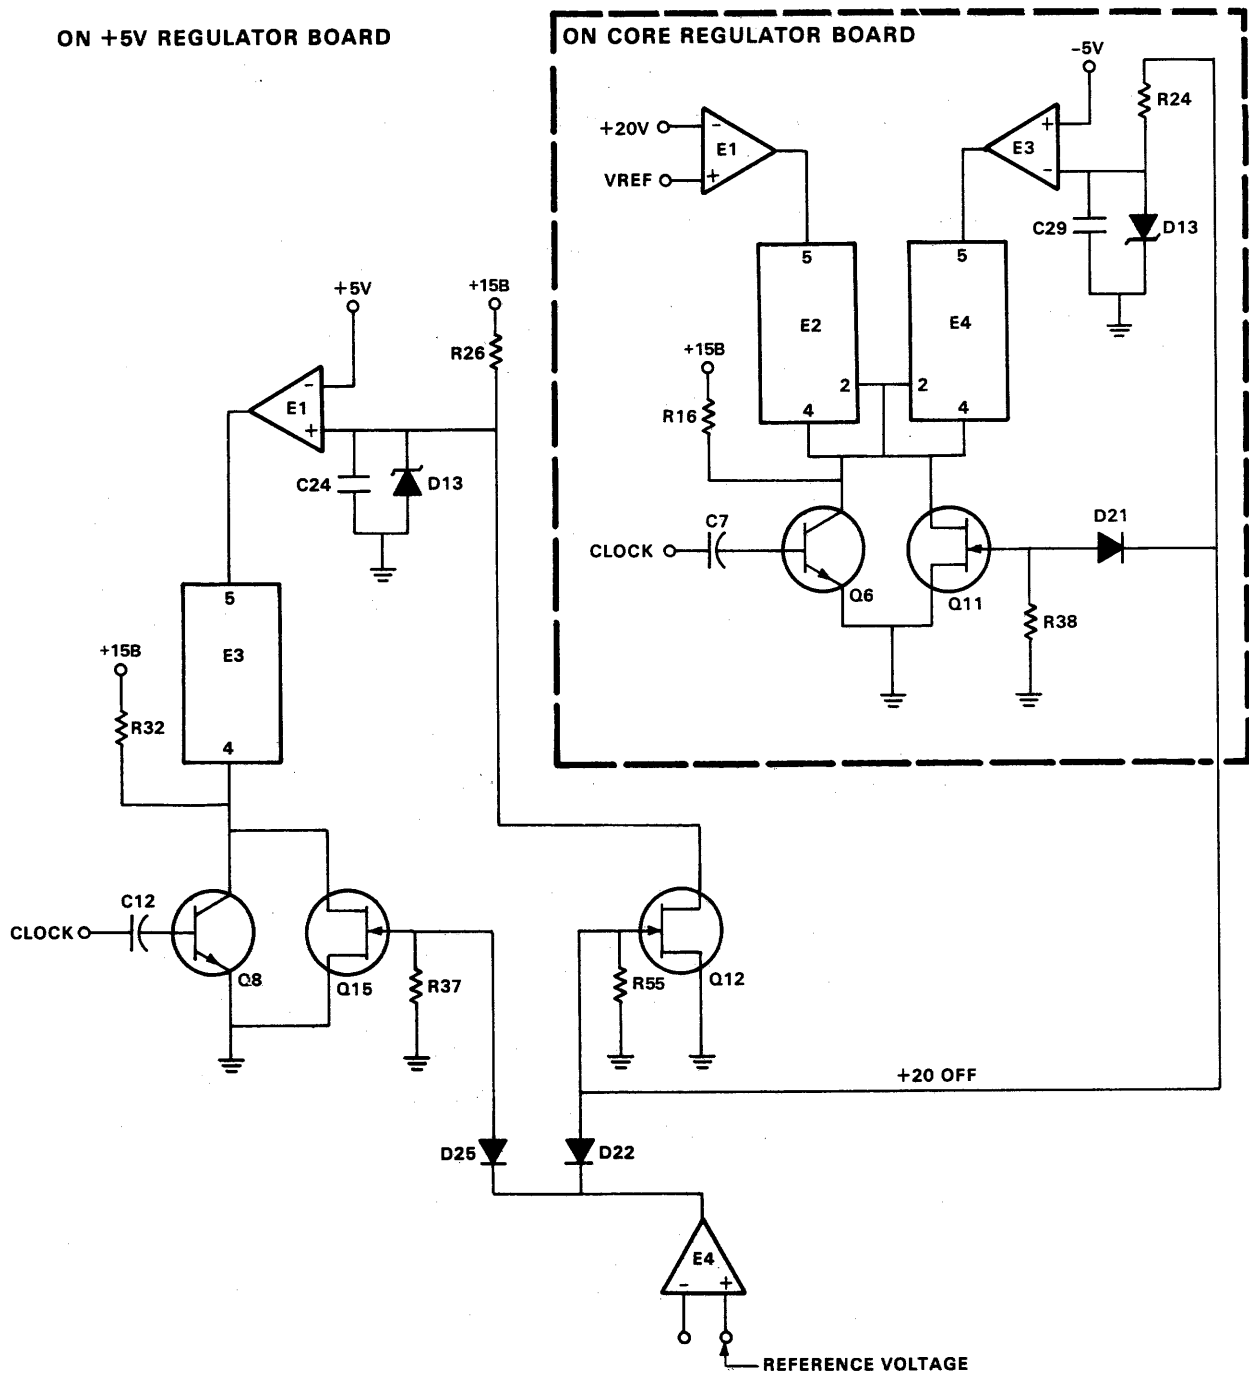 ON +5V REGULATOR BOARD
ON CORE REGULATOR BOARD
-5V
R24
+20V
-
E1
+
VREF
+
E3
-
C29
D13
5
E2
2
4
5
E4
2
4
+15B
R16
+5V
+15B
R26
-
E1
+
C24
D13
C7
CLOCK
Q6
Q11
D21
R38
5
E3
4
+15B
R32
C12
CLOCK
Q8
Q15
R37
R55
Q12
+20 OFF
D25
D22
E4
-
+
REFERENCE VOLTAGE